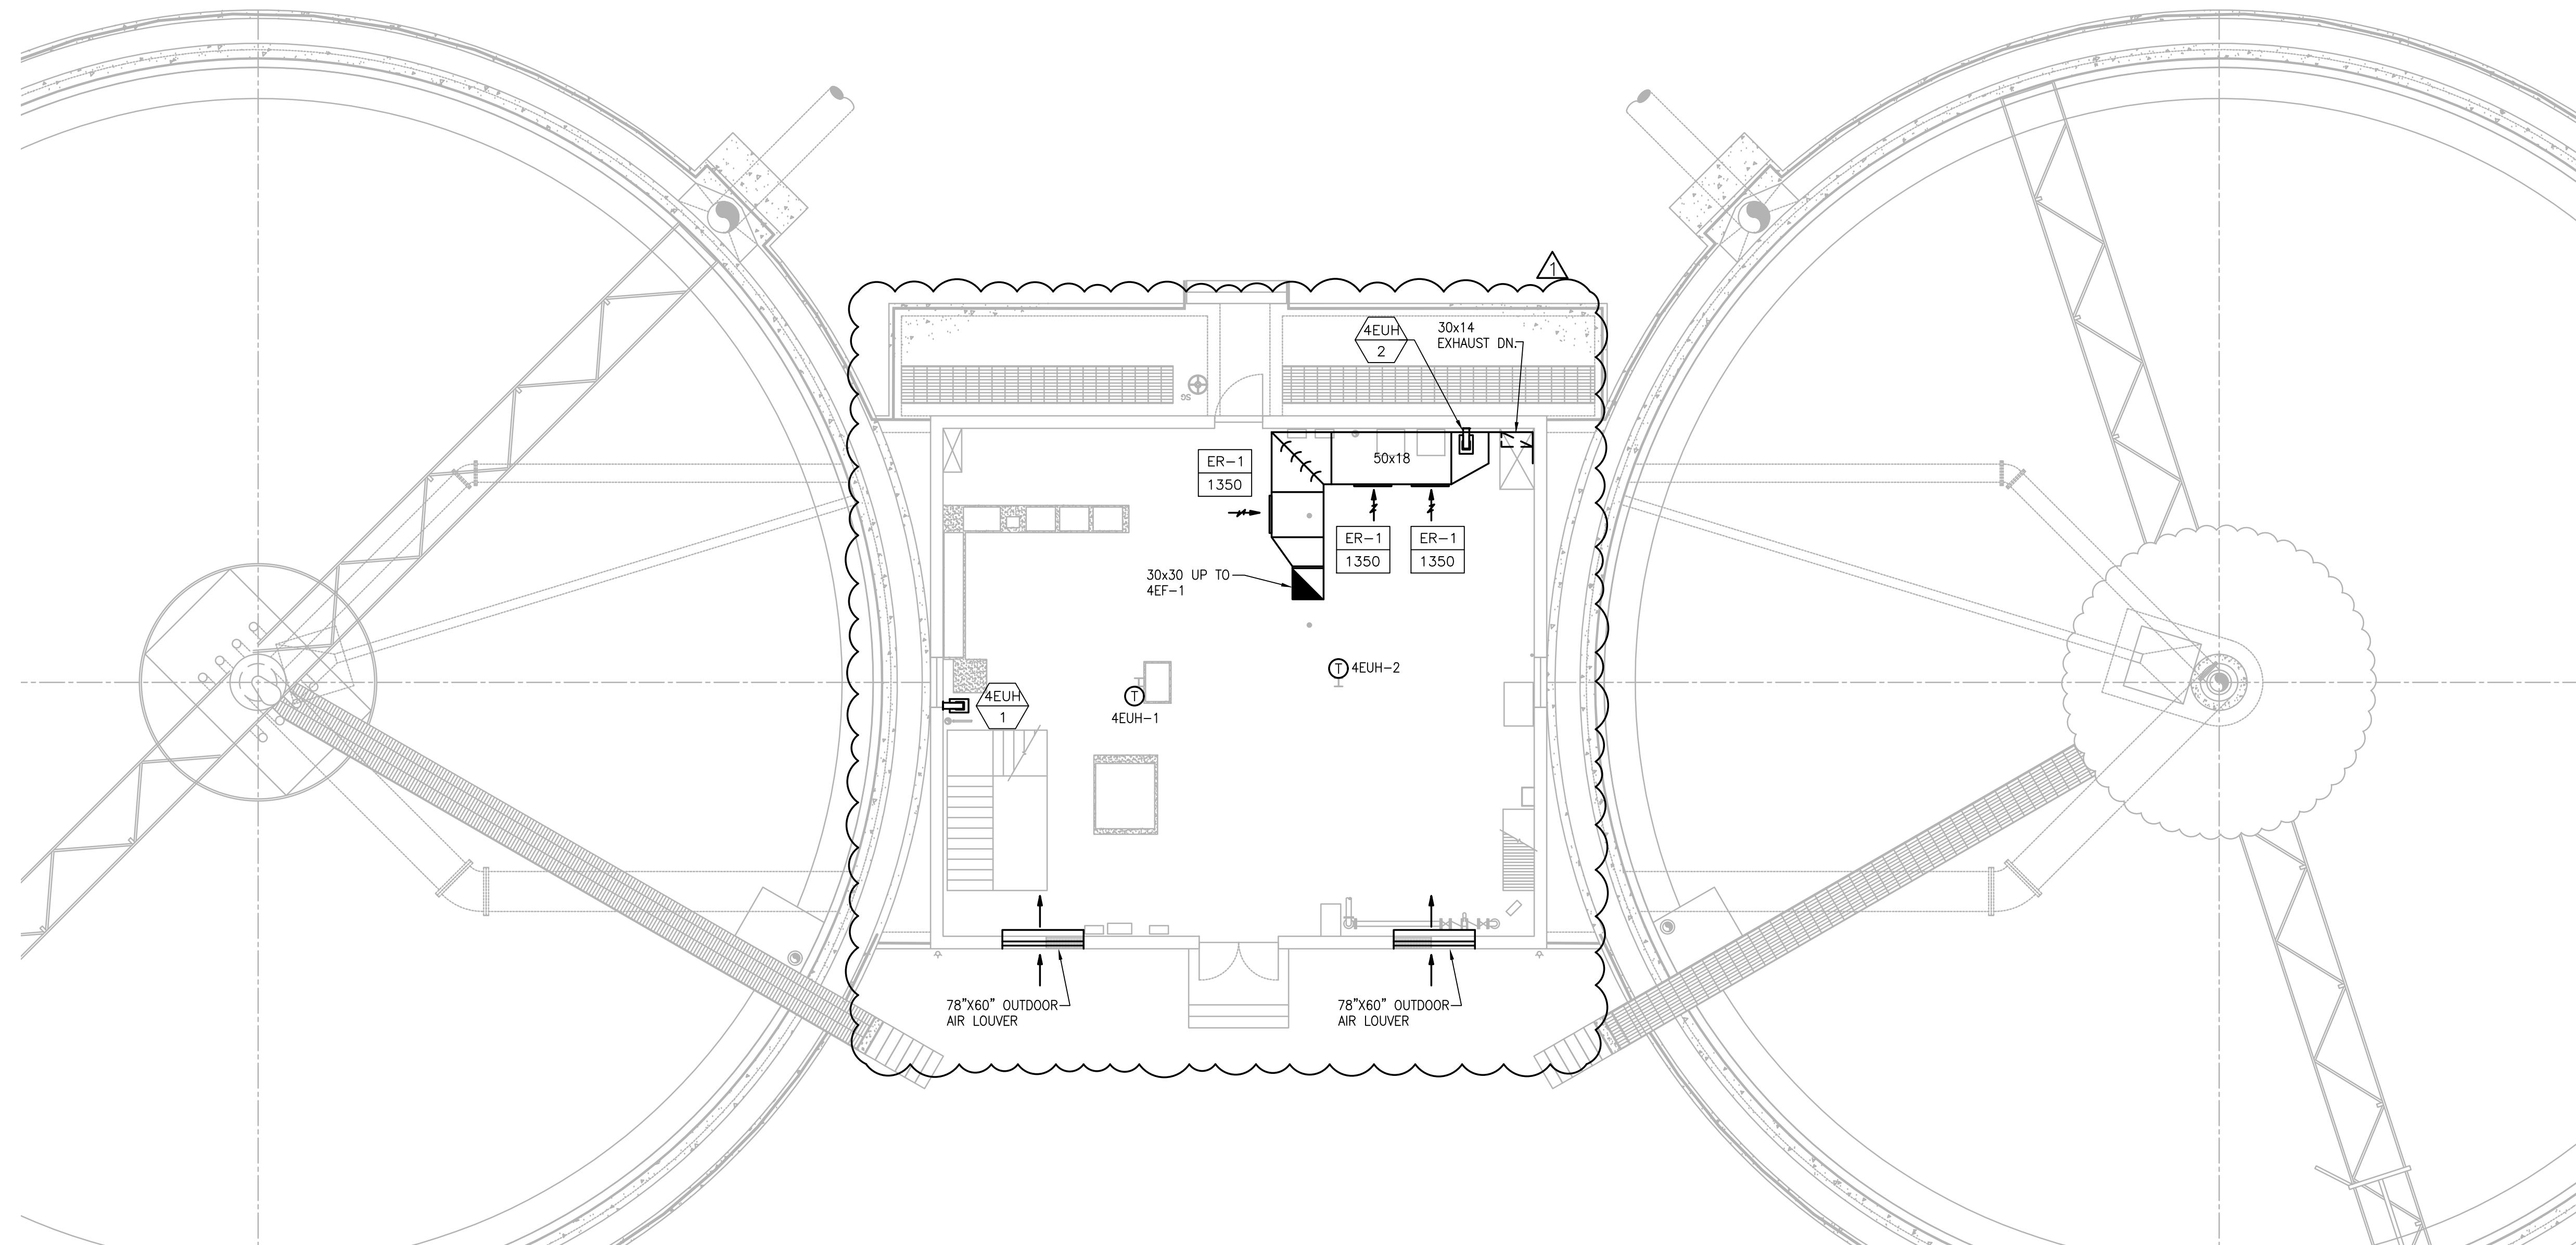 1
4EUH
2
30x14
EXHAUST DN.
SG
ER-1
1350
50x18
ER-1
1350
ER-1
1350
30x30 UP TO
4EF-1
T 4EUH-2
4EUH
1
T
4EUH-1
78"X60" OUTDOOR
AIR LOUVER
78"X60" OUTDOOR
AIR LOUVER